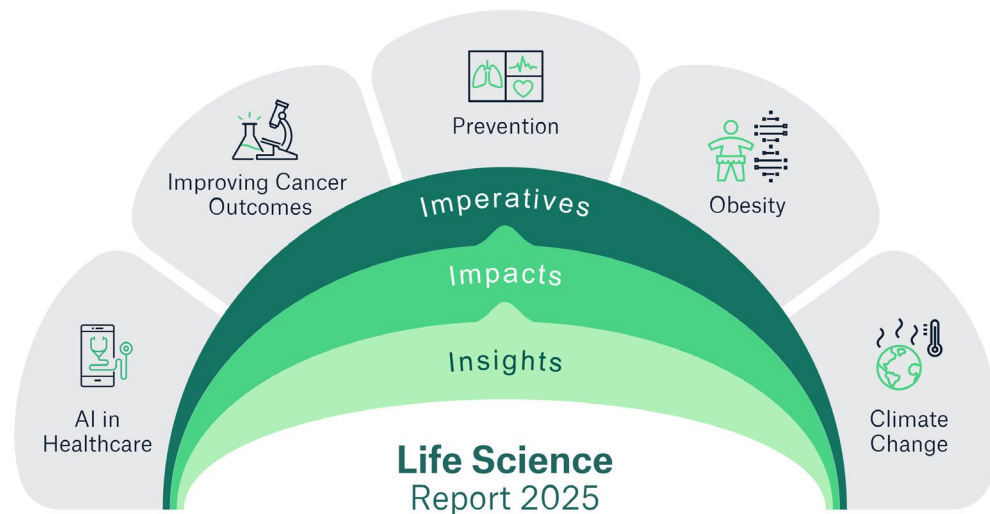 Prevention
Improving Cancer
Outcomes
Obesity
AI in
Healthcare
Climate
Change
Imperatives
Impacts
Insights
Life Science
Report 2025